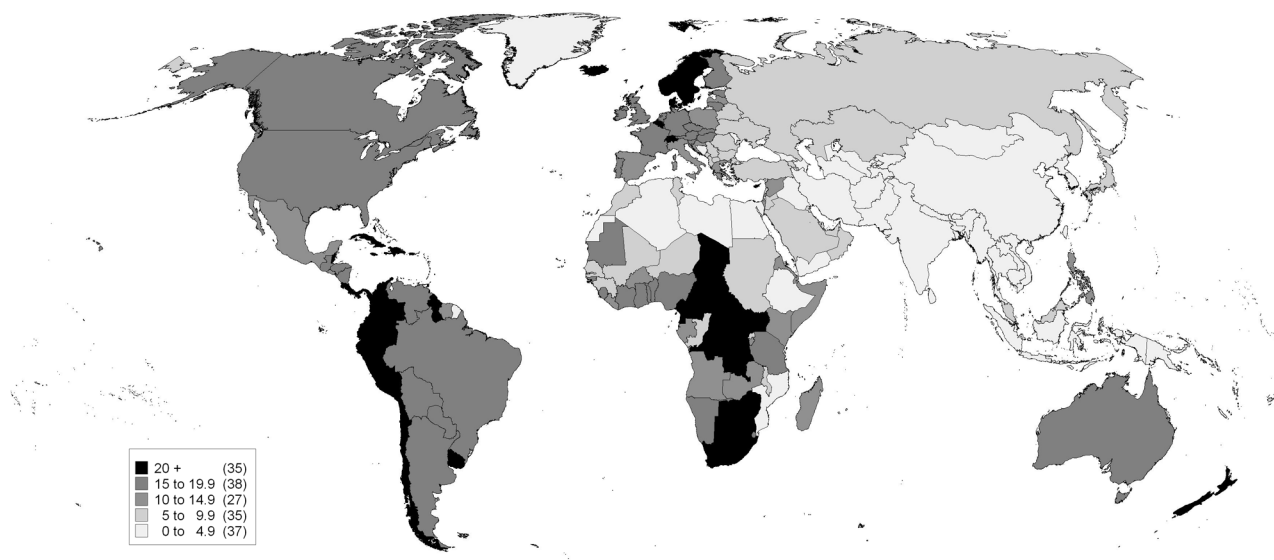 20 + (35)
15 to 19.9 (38)
10 to 14.9 (27)
5 to 9.9 (35)
0 to 4.9 (37)